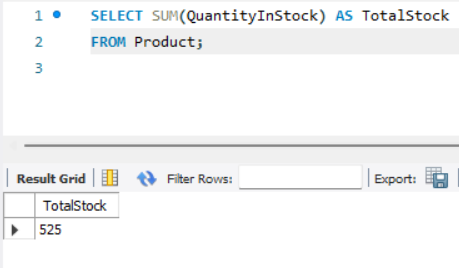 1 SELECT SUM(QuantityInStock) AS TotalStock
2 FROM Product;
3
Result Grid Filter Rows: Export:
TotalStock
525